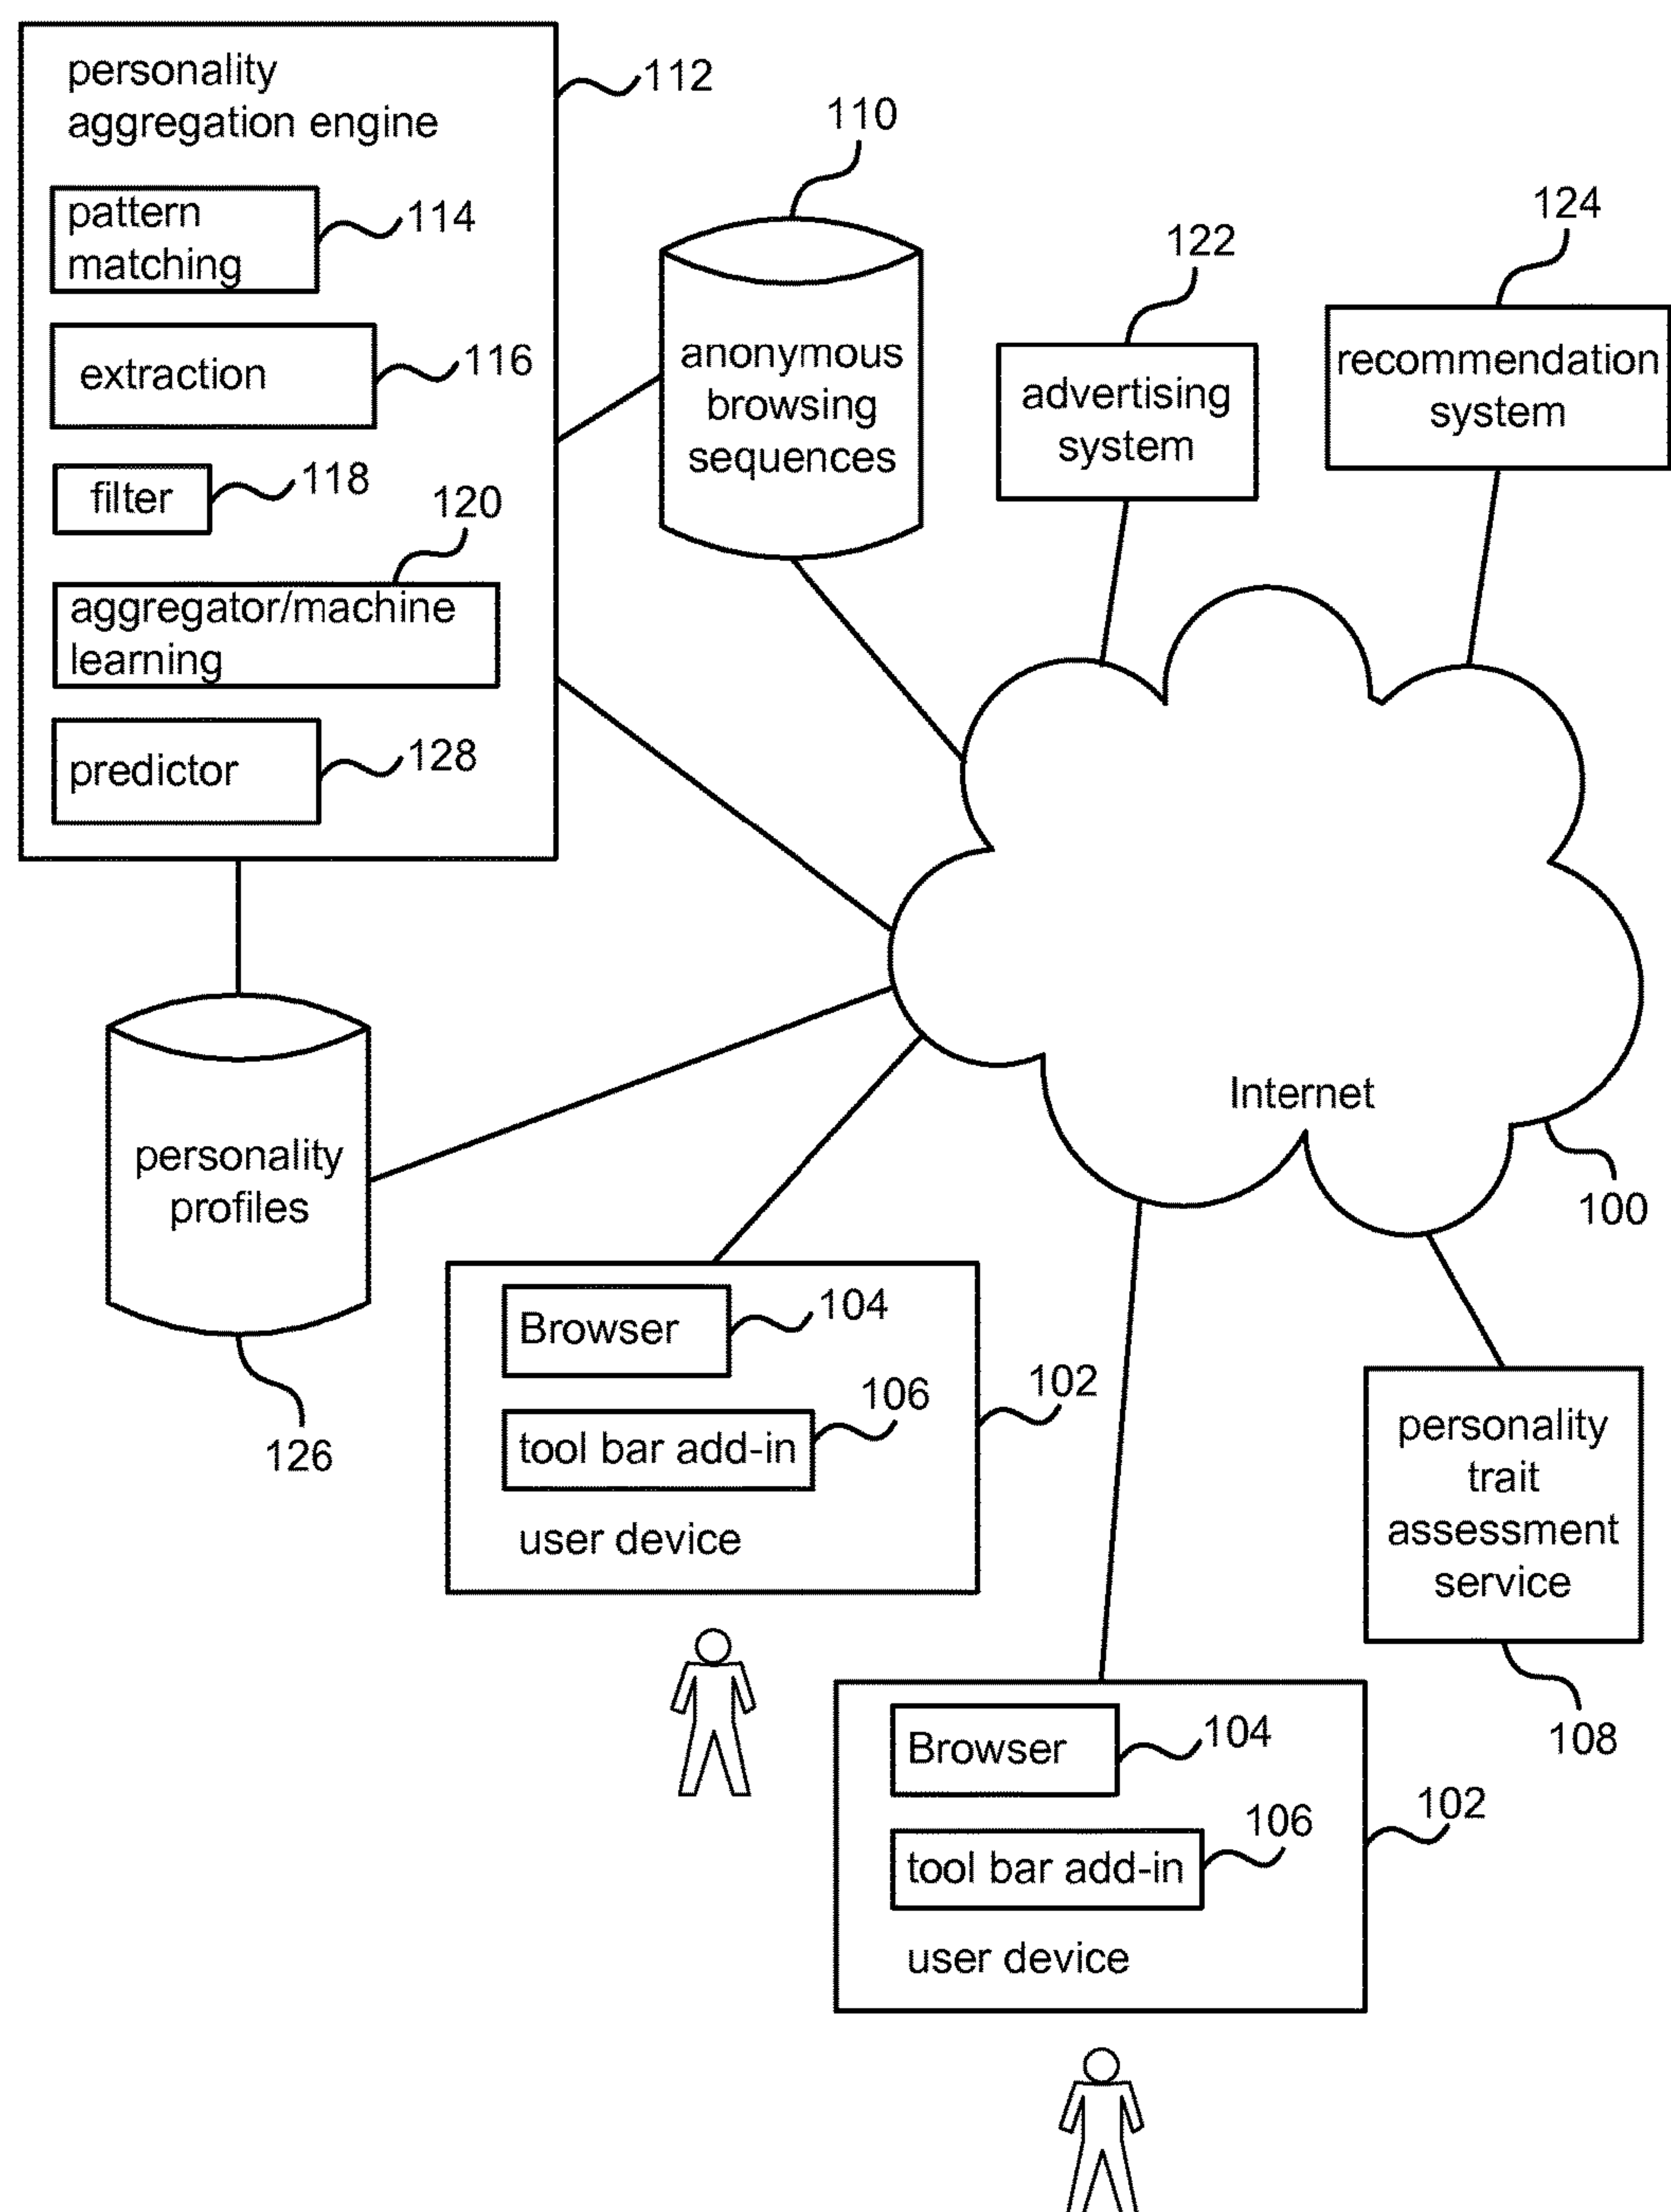 personality
aggregation engine
112
pattern
matching
114
extraction
116
filter
118
120
aggregator/machine
learning
predictor
128
110
anonymous
browsing
sequences
122
advertising
system
124
recommendation
system
Internet
100
personality
profiles
126
Browser
104
106
tool bar add-in
102
user device
personality
trait
assessment
service
108
Browser
104
106
tool bar add-in
102
user device